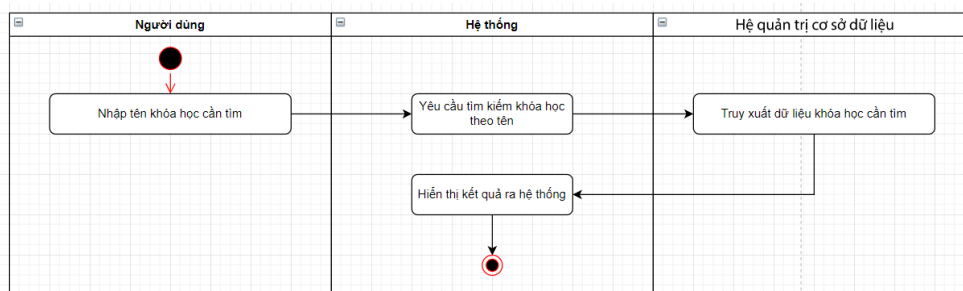 Người dùng
Hệ thống
Hệ quản trị cơ sở dữ liệu
Nhập tên khóa học cần tìm
Yêu cầu tìm kiếm khóa học
theo tên
Truy xuất dữ liệu khóa học cần tìm
Hiển thị kết quả ra hệ thống